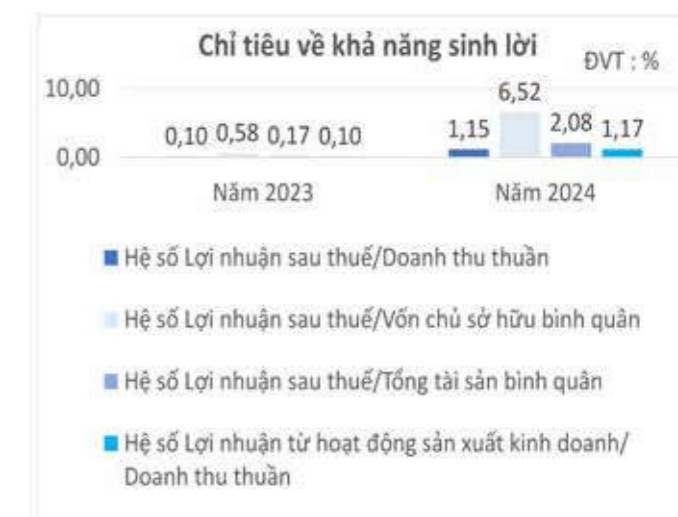 Chỉ tiêu về khả năng sinh lời
ĐVT : %
10,00
0,00
0,10 0,58 0,17 0,10
1,15 6,52 2,08 1,17
Năm 2023 Năm 2024
Hệ số Lợi nhuận sau thuế/Doanh thu thuần
Hệ số Lợi nhuận sau thuế/Vốn chủ sở hữu bình quân
Hệ số Lợi nhuận sau thuế/Tổng tài sản bình quân
Hệ số Lợi nhuận từ hoạt động sản xuất kinh doanh/
Doanh thu thuần